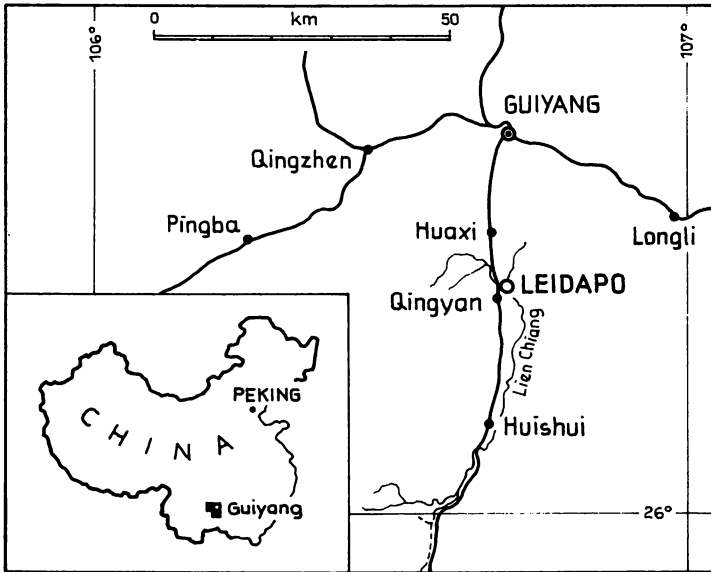 0 km 50
106°
107°
GUIYANG
Qingzhen
Pingba
Huaxi
Longli
LEIDAPO
Qingyan
Lien Chiang
Huishui
26°
PEKING
CHINA
Guiyang